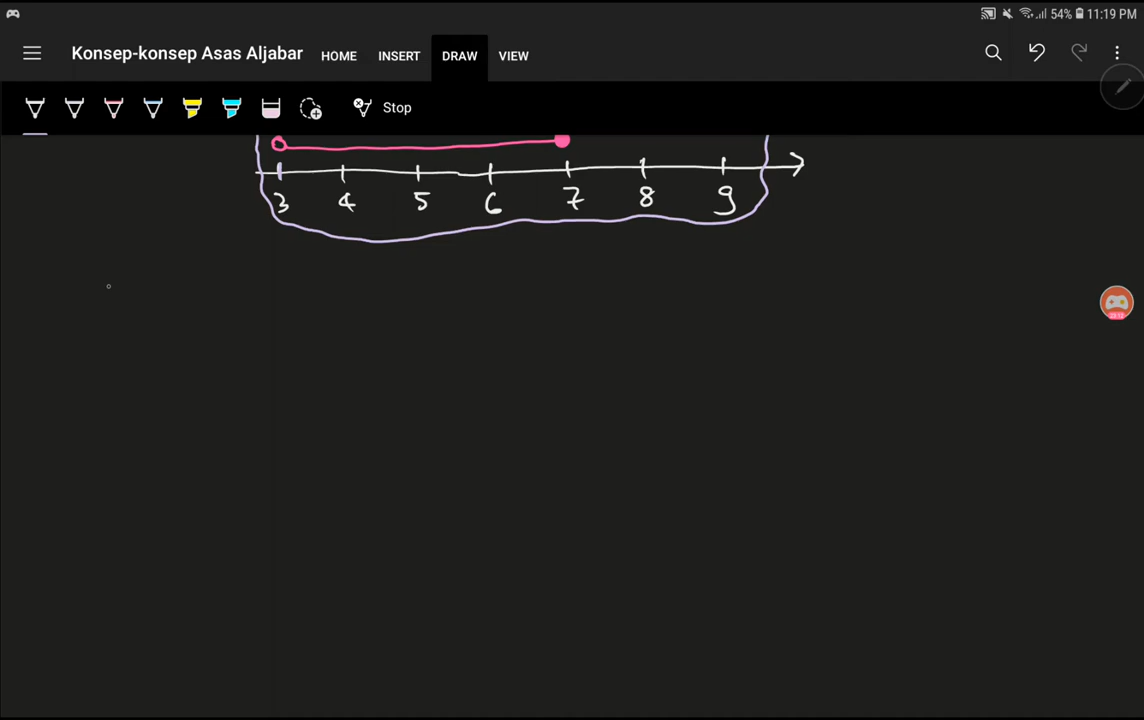 54% 11:19 PM
Konsep-konsep Asas Aljabar HOME INSERT DRAW VIEW
Stop
3 4 5 6 7 8 9